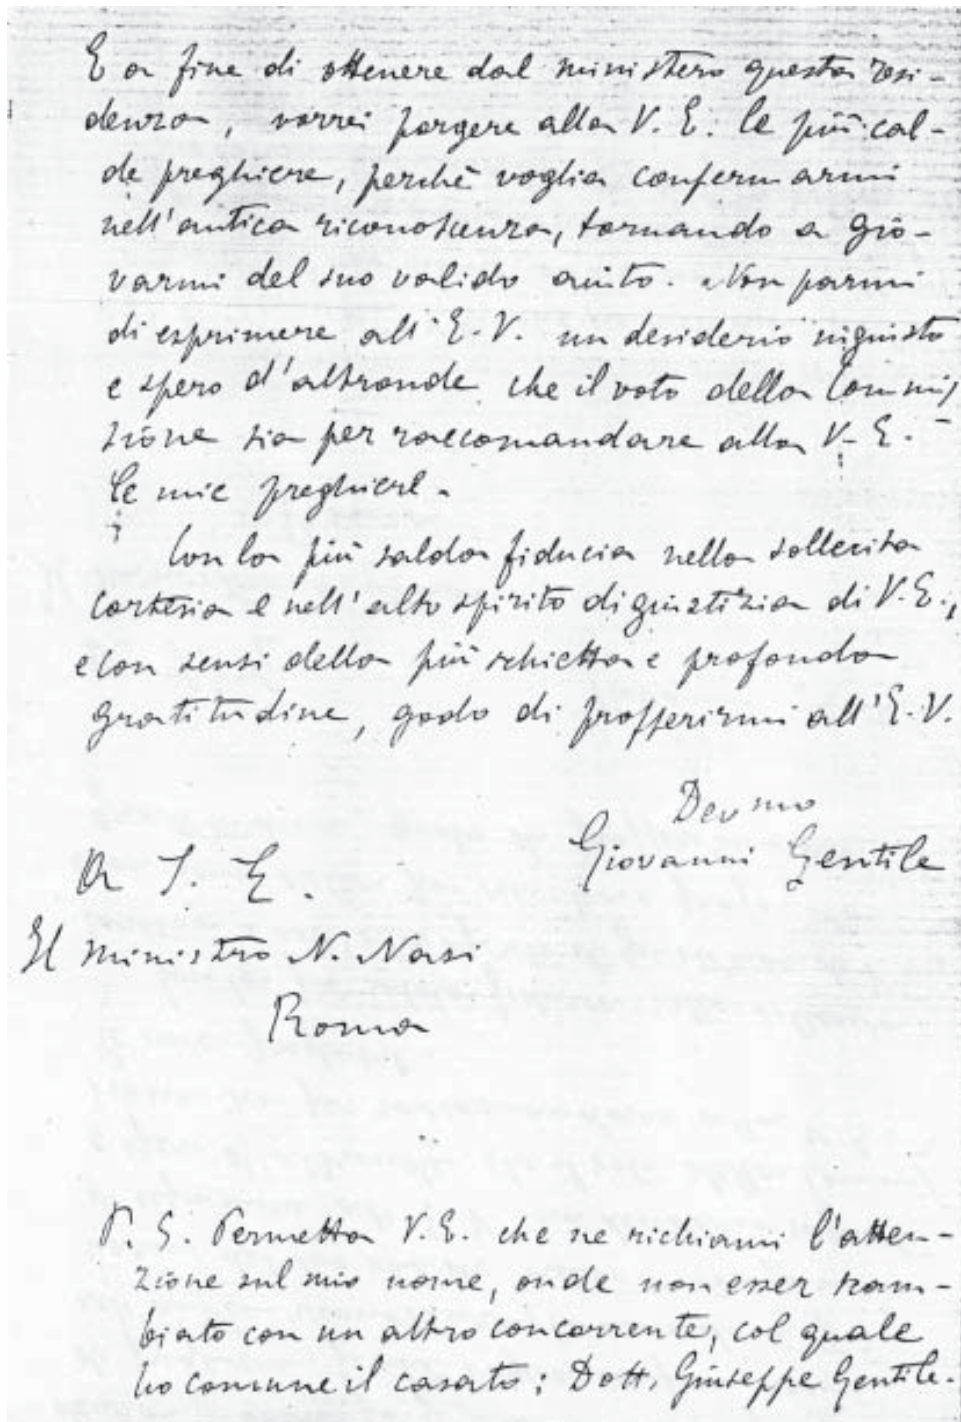 E a fine di ottenere dal ministero questa resi-
denza, vorrei porgere alla V. E. le più cal-
de preghiere, perchè voglia confermarmi
nell'antica riconoscenza, tornando a gio-
varmi del suo valido aiuto. Non parmi
di esprimere all'E. V. un desiderio ingiusto
e spero d'altronde che il voto della Commis
sione sia per raccomandare alla V. E. -
le mie preghiere.
Con la più salda fiducia nella sollecita
cortesia e nell'alto spirito di giustizia di V. E.,
e con sensi della più schietta e profonda
gratitudine, godo di profferirmi all'E. V.
Devmo
Giovanni Gentile
A S. E.
Il Ministro N. Nasi
Roma
P. S. Permetta V. E. che ne richiami l'atten-
zione sul mio nome, onde non esser scam-
biato con un altro concorrente, col quale
ho comune il casato: Dott. Giuseppe Gentile.